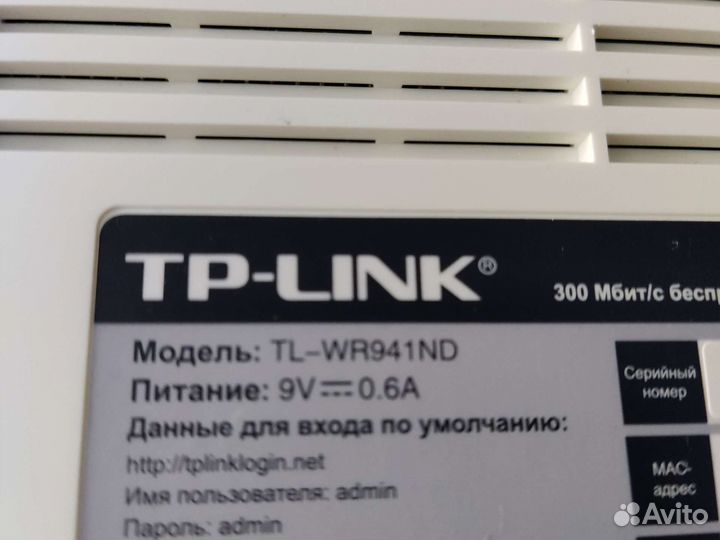 TP-LINK®
300 Мбит/с
Модель: TL-WR941ND
Питание: 9V⎓0.6A
Данные для входа по умолчанию:
http://tplinklogin.net
Имя пользователя: admin
Пароль: admin
Серийный
номер
MAC-
адрес
Avito